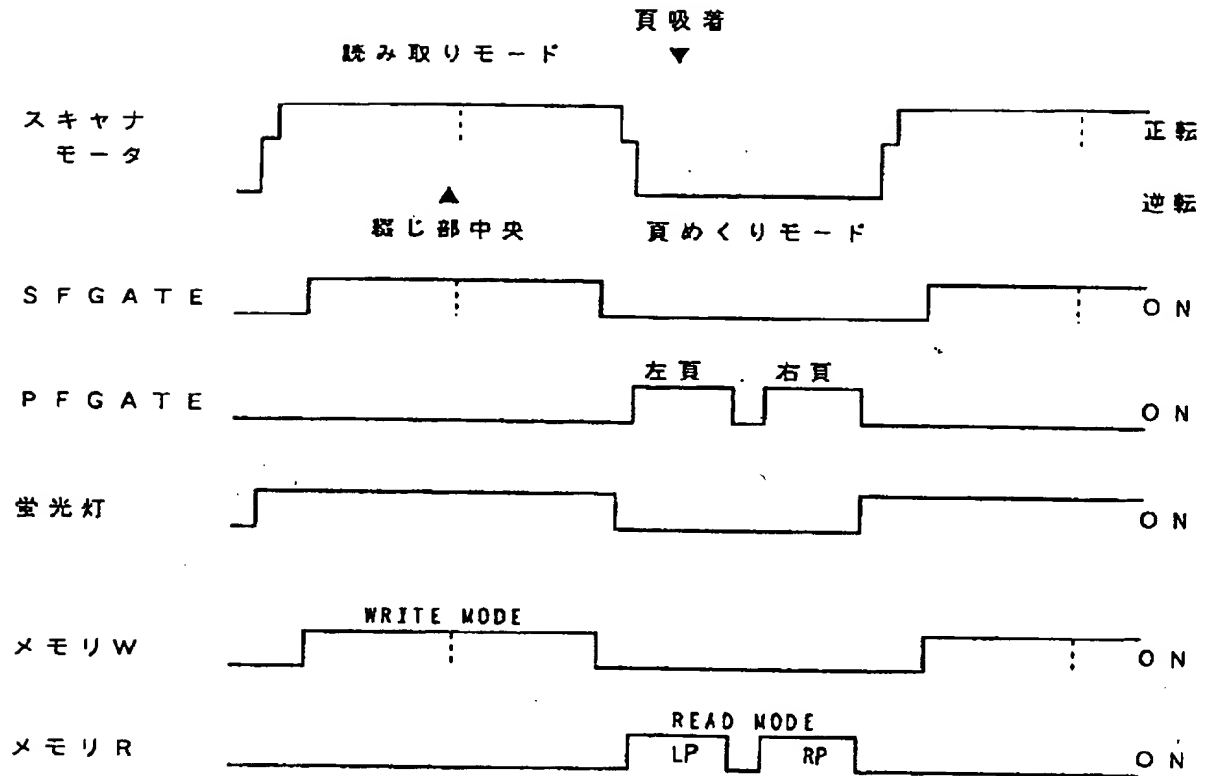 頁吸着
▼
読み取りモード
スキャナ
モータ
正転
逆転
▲
綴じ部中央
頁めくりモード
SFGATE
ON
左頁 右頁
PFGATE
ON
蛍光灯
ON
WRITE MODE
メモリW
ON
READ MODE
メモリR
LP RP
ON